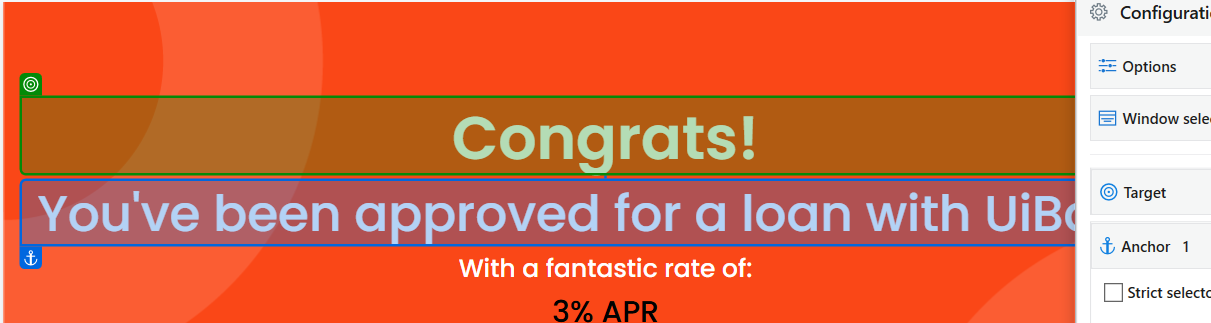 Configurati
Options
Congrats!
Window selec
You've been approved for a loan with UiBa
Target
Anchor 1
With a fantastic rate of:
Strict selecto
3% APR